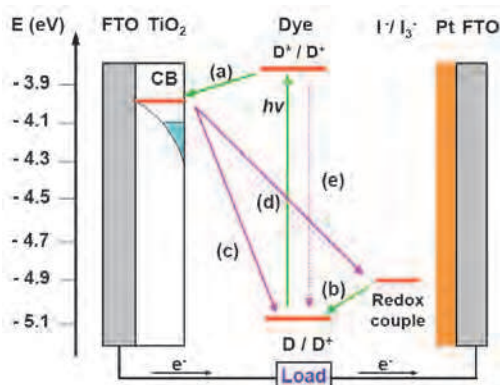 E (eV) FTO TiO₂ Dye I⁻/ I₃⁻ Pt FTO
D* / D⁺
CB (a)
- 3.9
hν
- 4.1
- 4.3
(e)
- 4.5
(d)
- 4.7
(c)
- 4.9
(b)
Redox
couple
- 5.1
D / D⁺
e⁻ Load e⁻